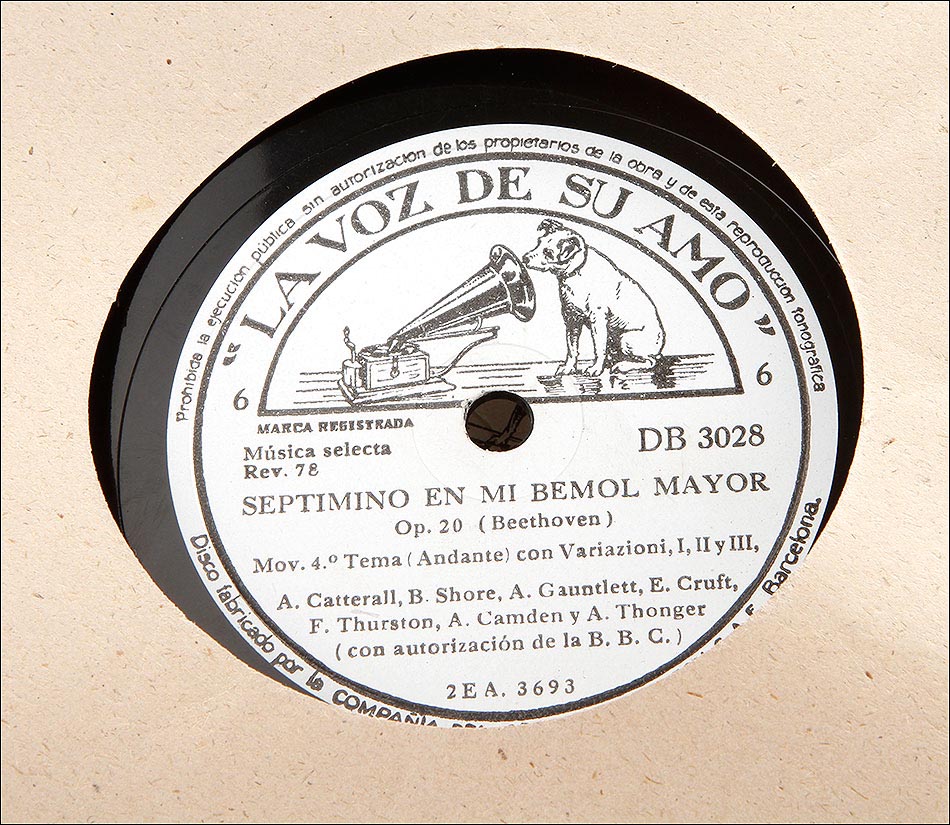 Prohibida la ejecución pública sin autorización de los propietarios de la obra y de esta reproducción fonográfica
"LA VOZ DE SU AMO"
6 6
MARCA REGISTRADA
Música selecta
Rev. 78
DB 3028
SEPTIMINO EN MI BEMOL MAYOR
Op. 20 (Beethoven)
Mov. 4.º Tema (Andante) con Variazioni, I, II y III,
A. Catterall, B. Shore, A. Gauntlett, E. Cruft,
F. Thurston, A. Camden y A. Thonger
(con autorización de la B. B. C.)
2EA. 3693
Disco fabricado por la COMPAÑÍA
Barcelona.